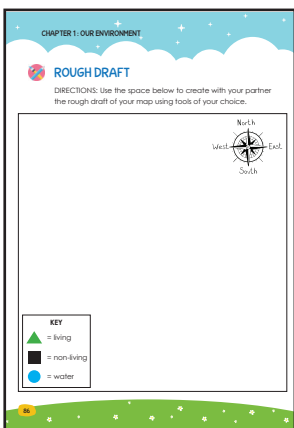 CHAPTER 1: OUR ENVIRONMENT
ROUGH DRAFT
DIRECTIONS: Use the space below to create with your partner
the rough draft of your map using tools of your choice.
North
West
East
South
KEY
= living
= non-living
= water
86